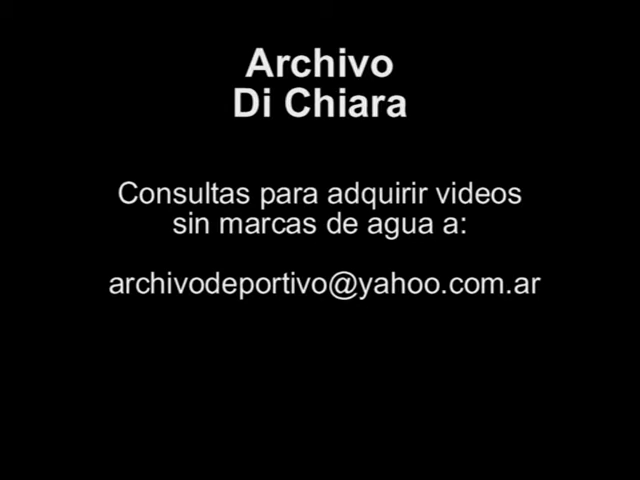 Archivo
Di Chiara
Consultas para adquirir videos
sin marcas de agua a:
archivodeportivo@yahoo.com.ar